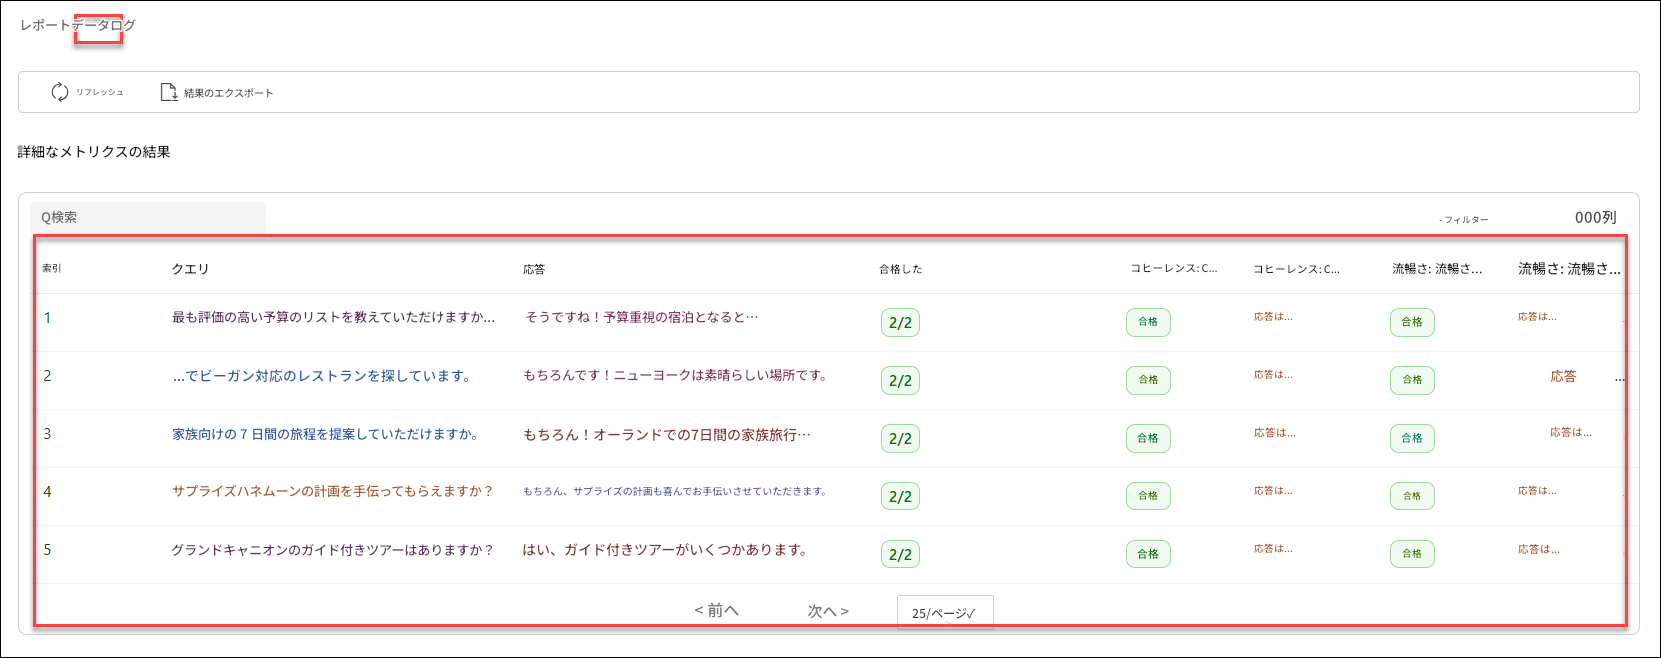 レポートデータログ
リフレッシュ 結果のエクスポート
詳細なメトリクスの結果
Q検索 - フィルター 000列
索引 クエリ 応答 合格した コヒーレンス: C... コヒーレンス: C... 流暢さ: 流暢さ... 流暢さ: 流暢さ...
1 最も評価の高い予算のリストを教えていただけますか... そうですね！予算重視の宿泊となると… 2/2 合格 応答は... 合格 応答は...
2 ...でビーガン対応のレストランを探しています。 もちろんです！ニューヨークは素晴らしい場所です。 2/2 合格 応答は... 合格 応答 ...
3 家族向けの 7 日間の旅程を提案していただけますか。 もちろん！オーランドでの7日間の家族旅行… 2/2 合格 応答は... 合格 応答は...
4 サプライズハネムーンの計画を手伝ってもらえますか？ もちろん、サプライズの計画も喜んでお手伝いさせていただきます。 2/2 合格 応答は... 合格 応答は...
5 グランドキャニオンのガイド付きツアーはありますか？ はい、ガイド付きツアーがいくつかあります。 2/2 合格 応答は... 合格 応答は...
< 前へ 次へ > 25/ページ✓